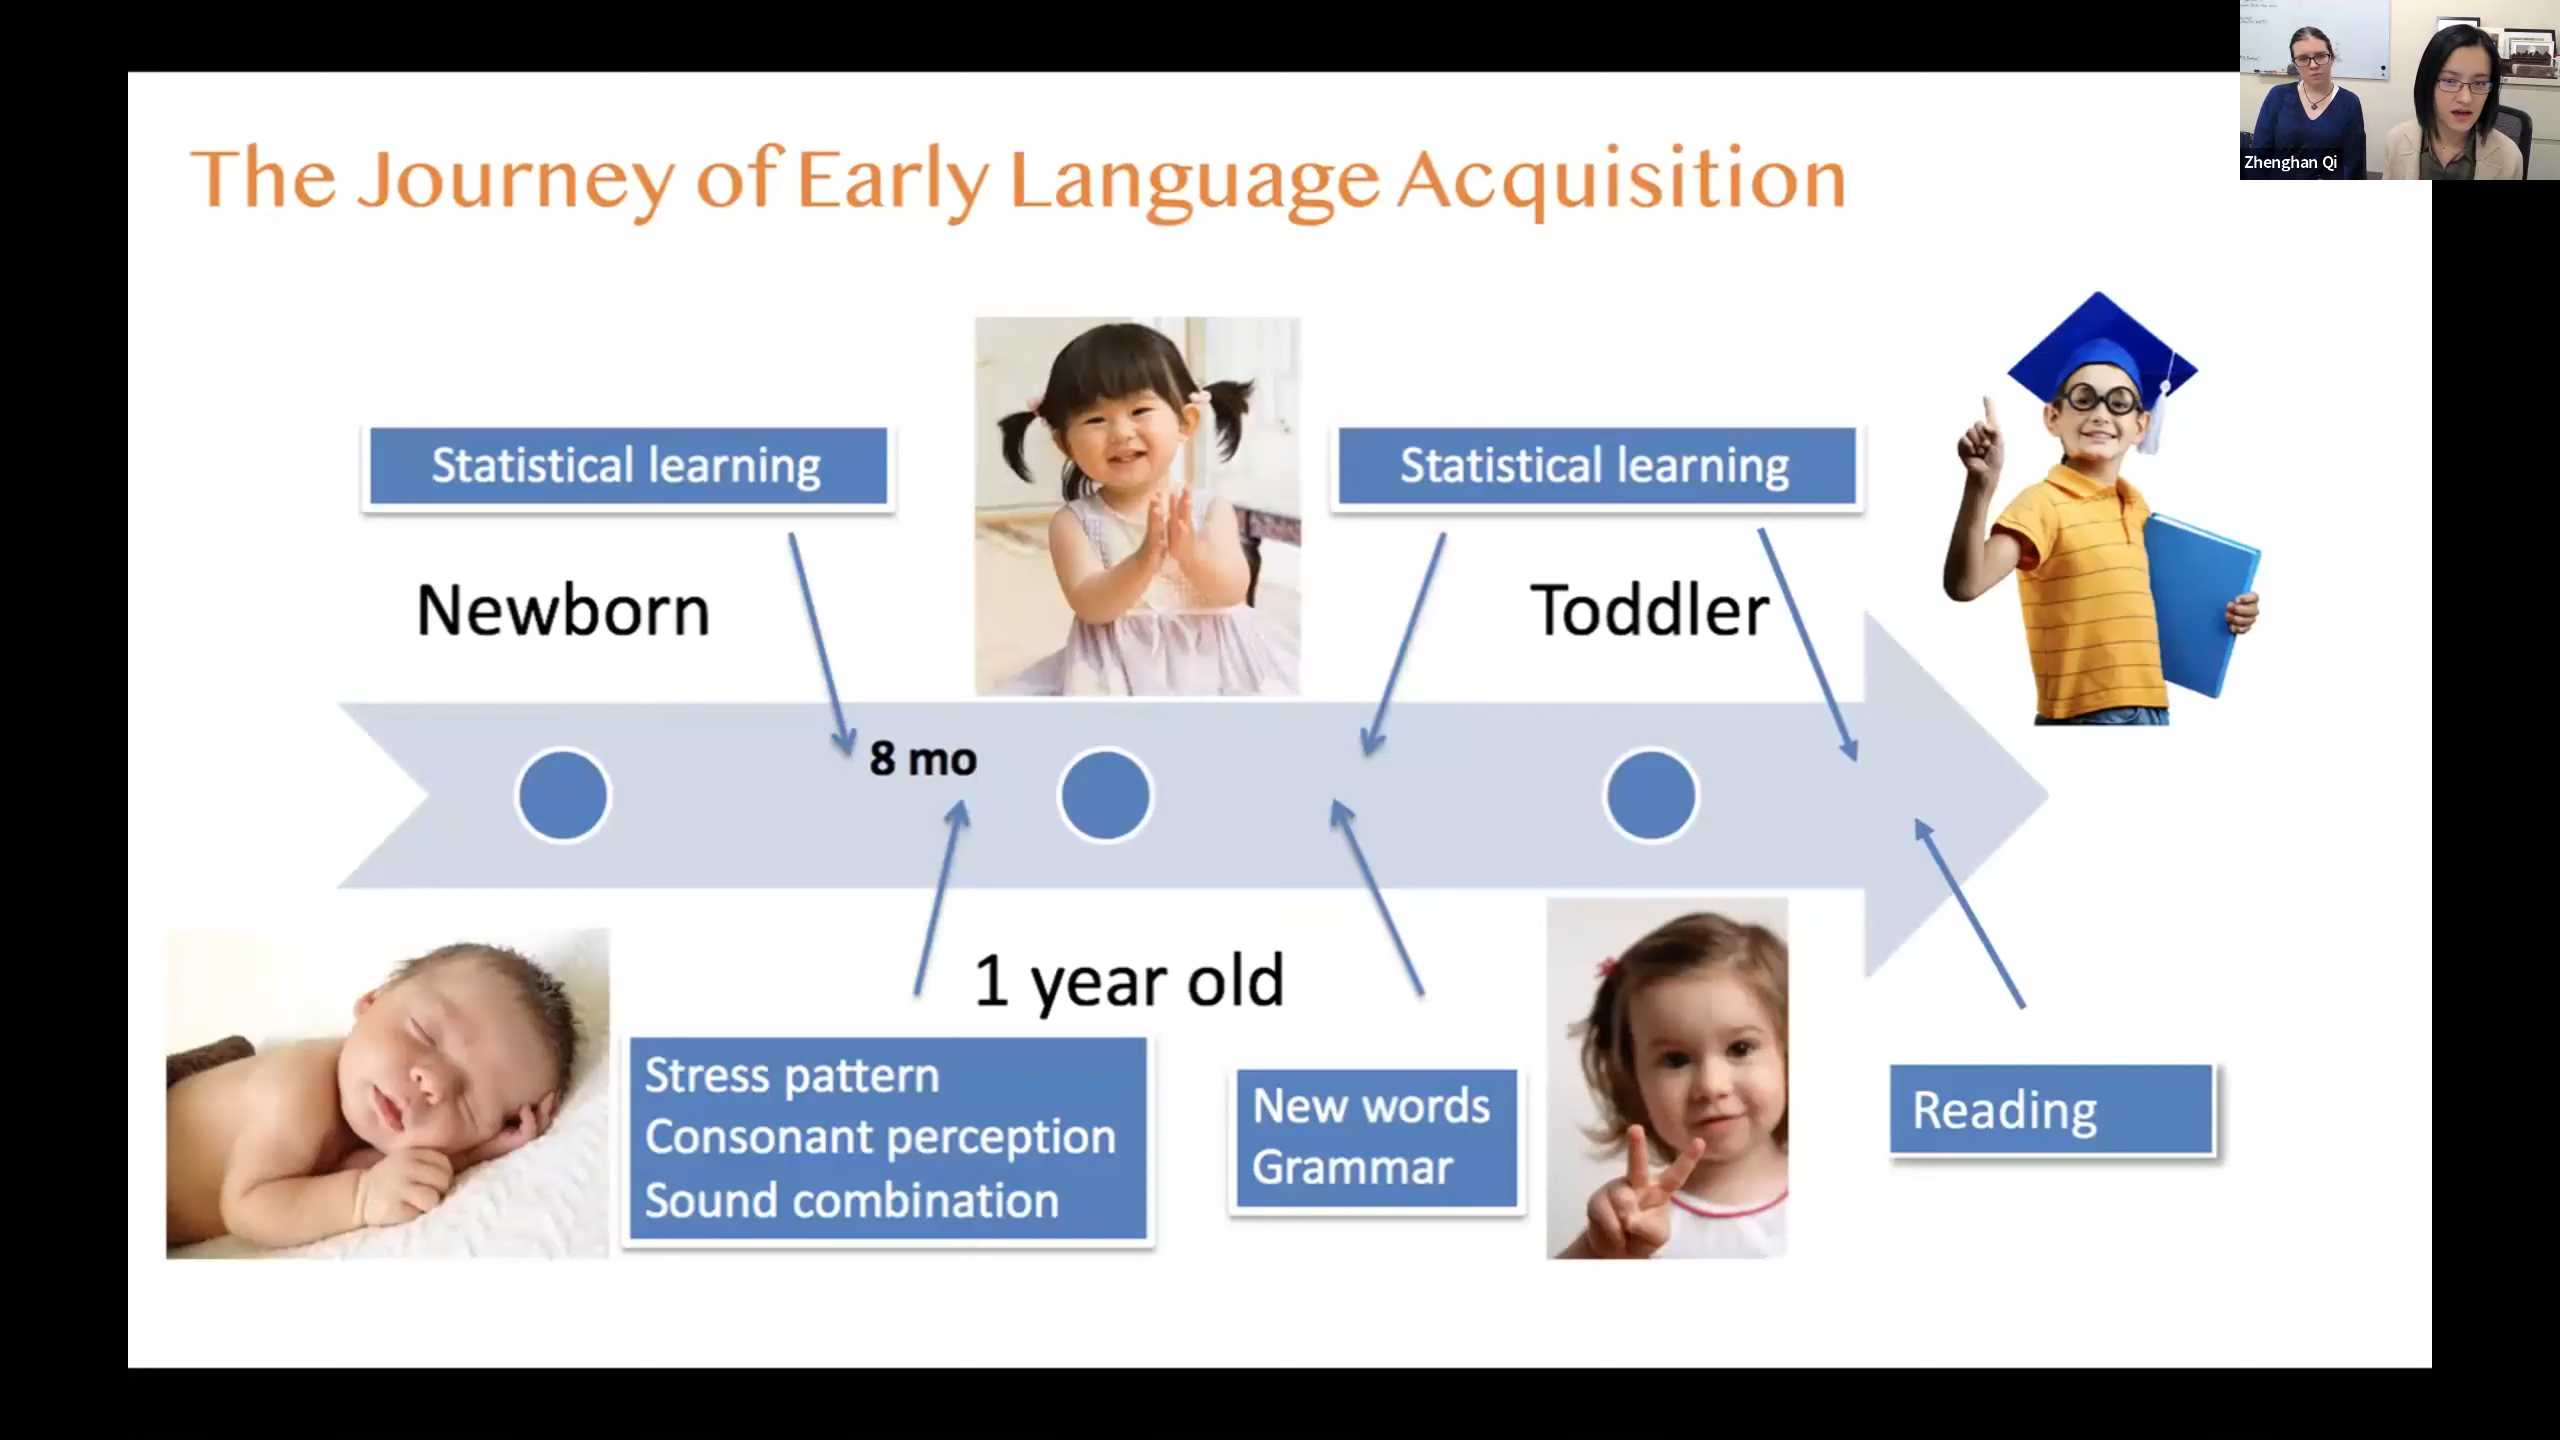 The Journey of Early Language Acquisition
Zhenghan Qi
Statistical learning
Statistical learning
Newborn
Toddler
8 mo
1 year old
Stress pattern
Consonant perception
Sound combination
New words
Grammar
Reading